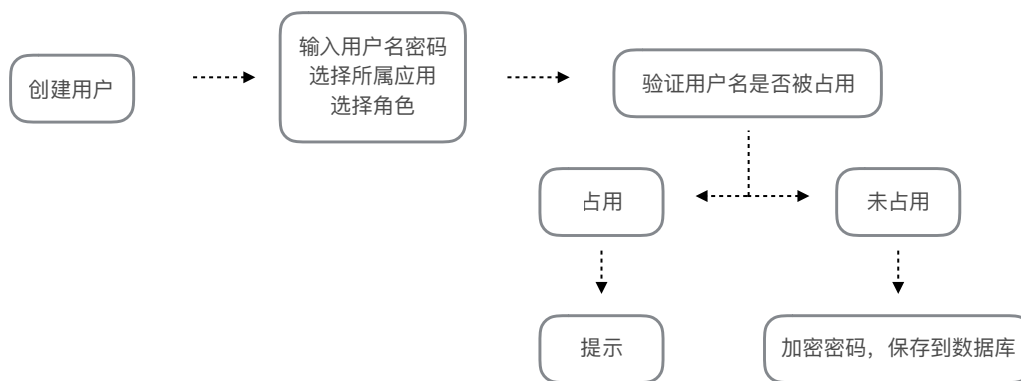 创建用户
输入用户名密码
选择所属应用
选择角色
验证用户名是否被占用
占用
未占用
提示
加密密码，保存到数据库